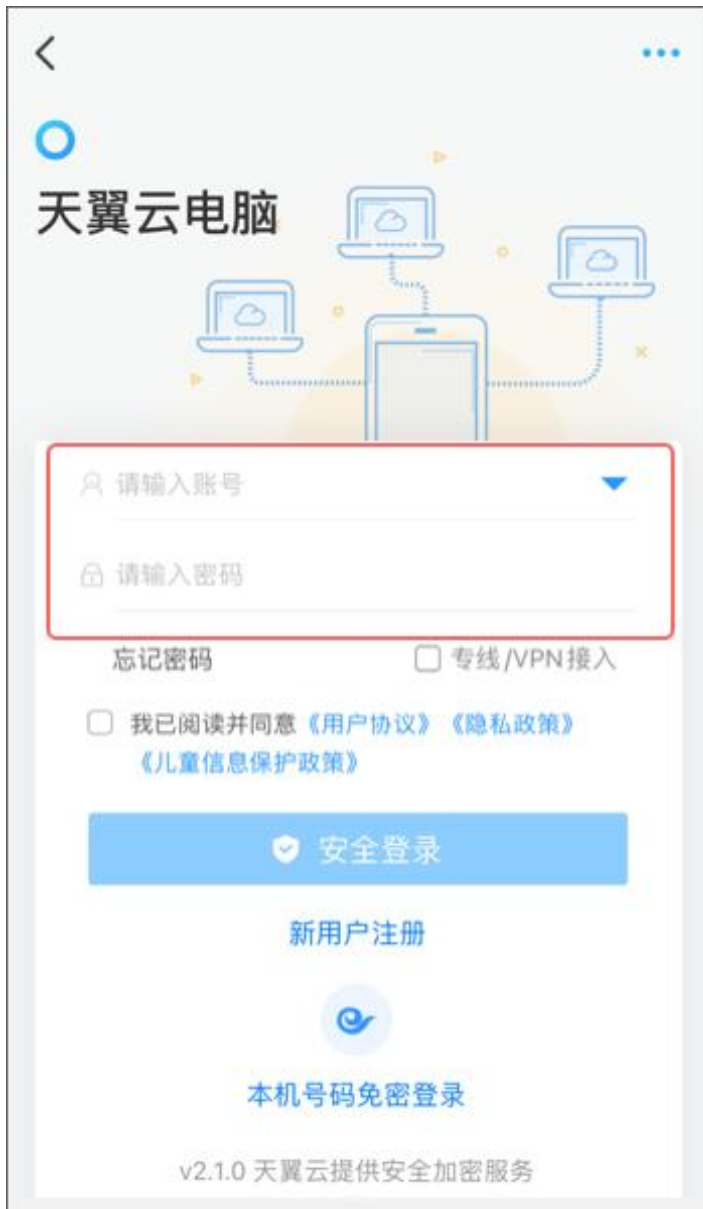 天翼云电脑
请输入账号
请输入密码
忘记密码 专线/VPN接入
我已阅读并同意《用户协议》《隐私政策》
《儿童信息保护政策》
安全登录
新用户注册
本机号码免密登录
v2.1.0 天翼云提供安全加密服务